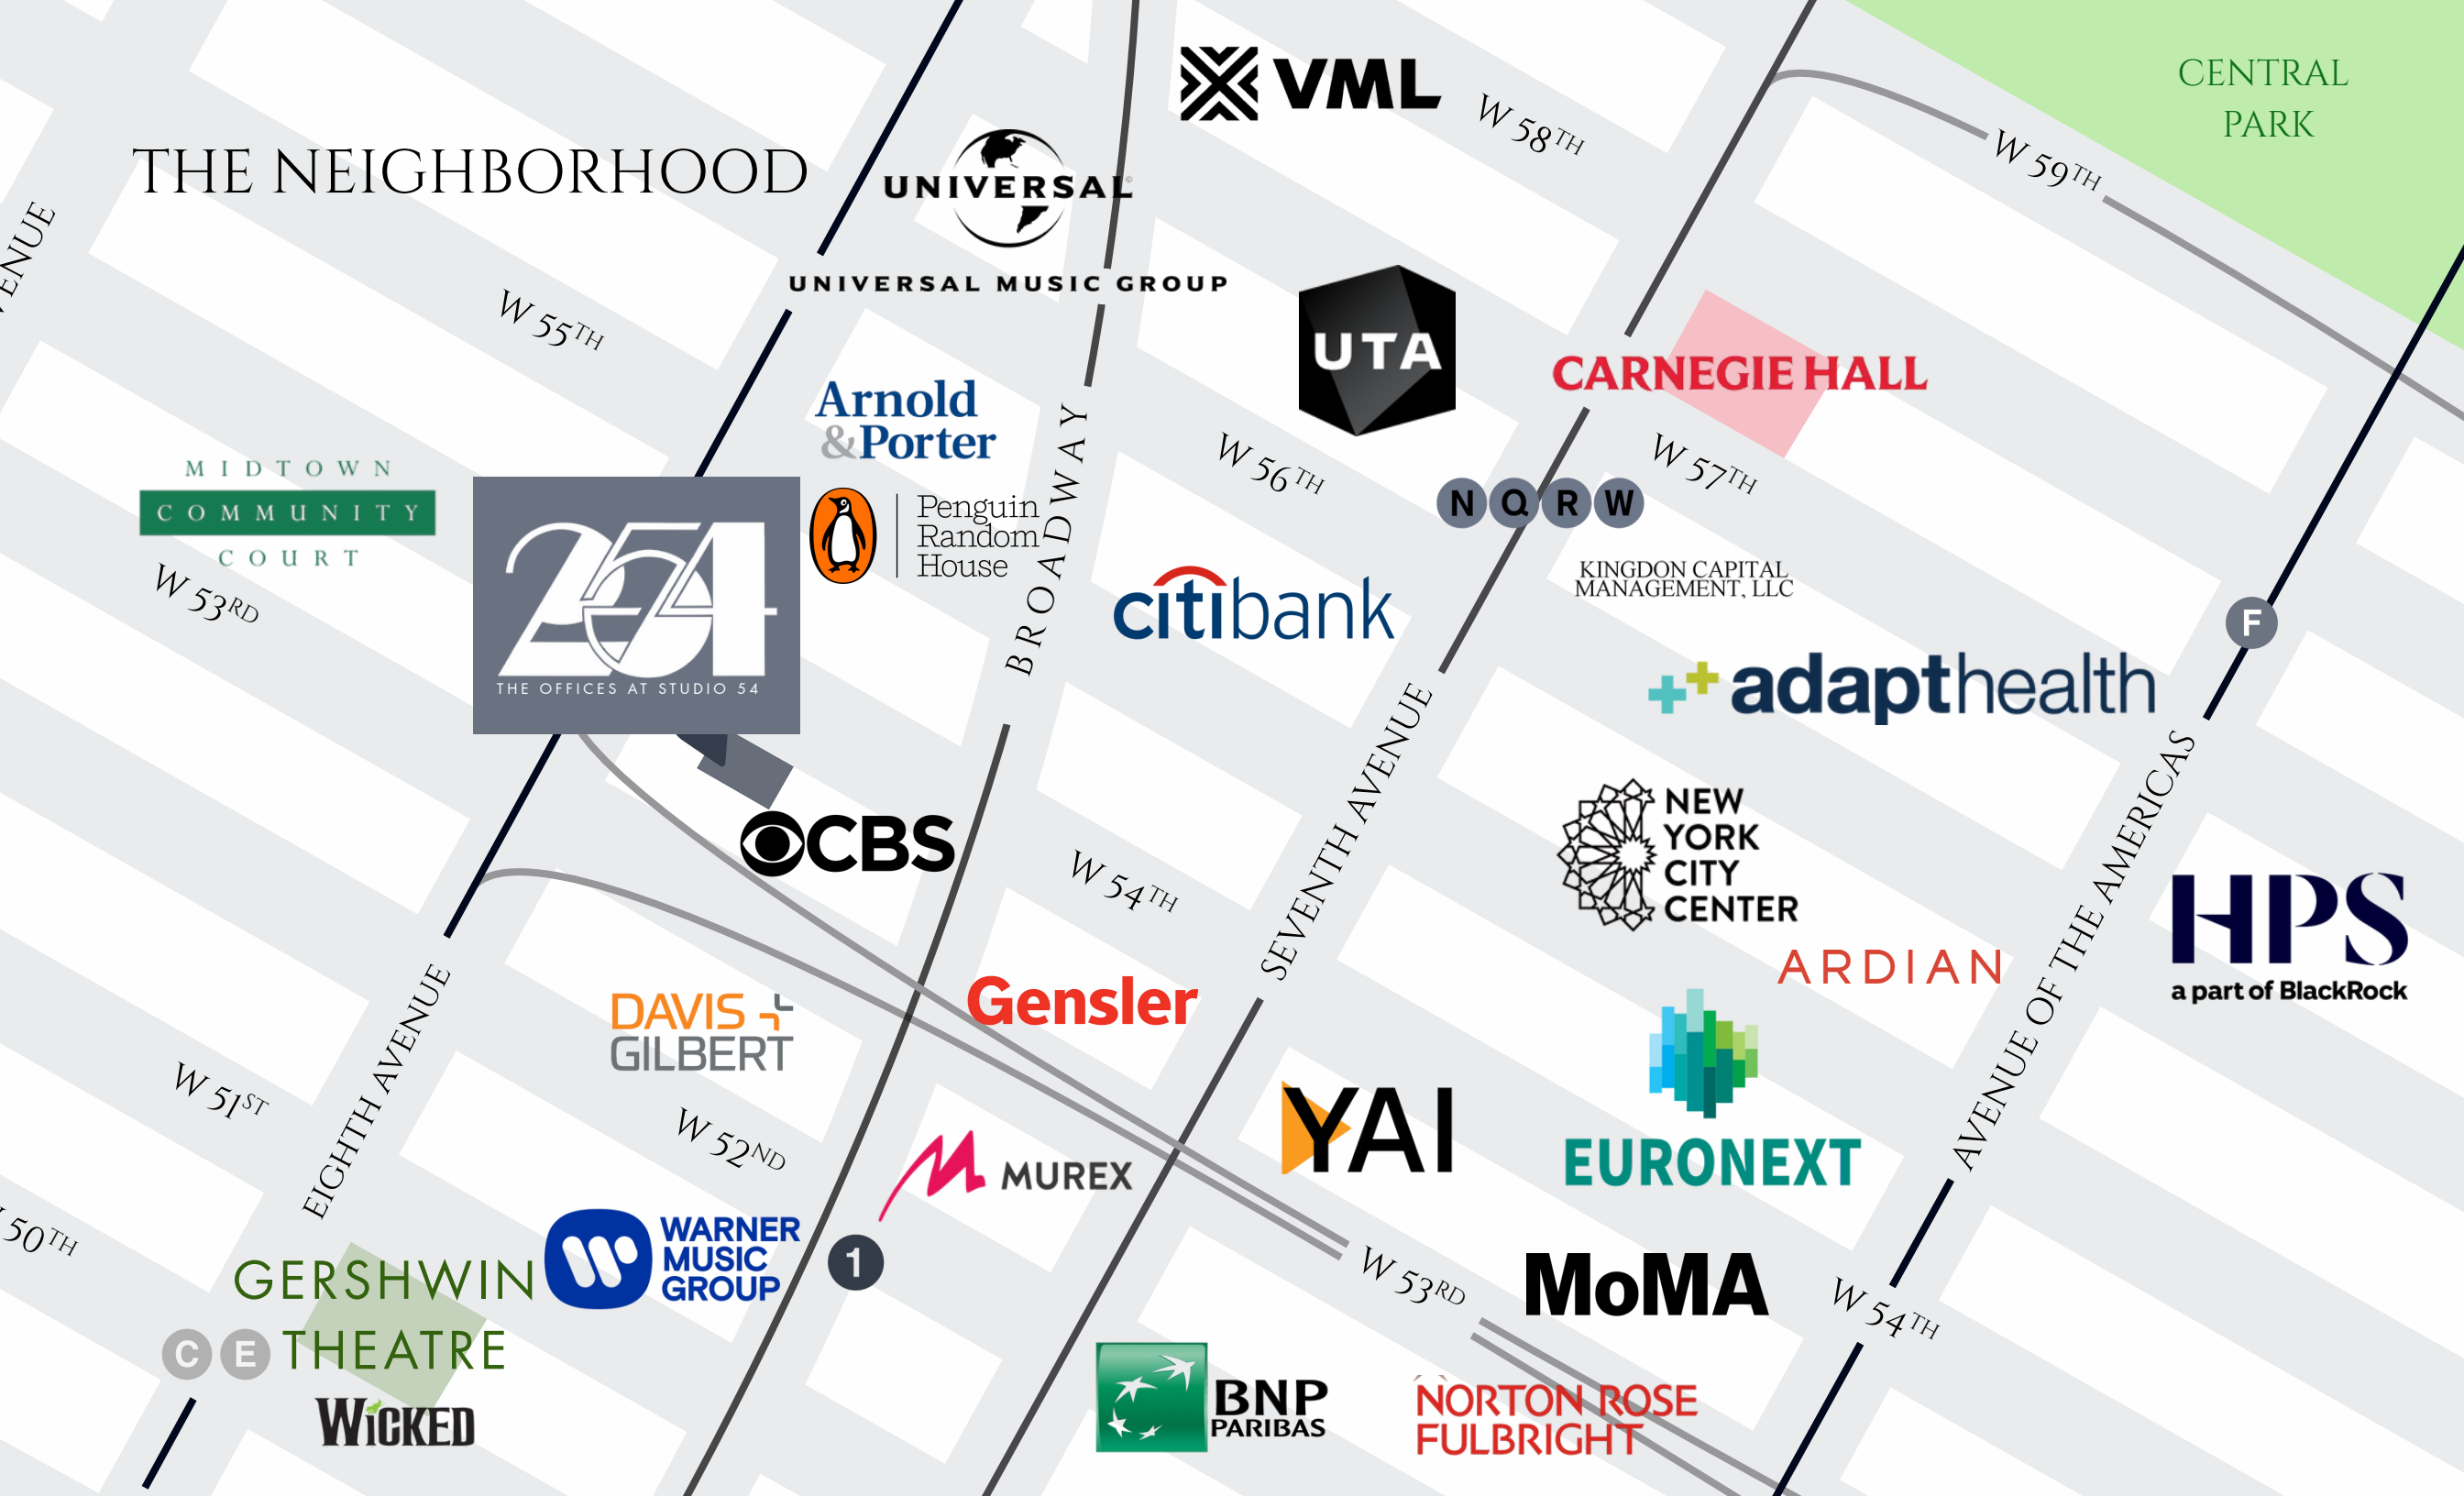 CENTRAL
PARK
VML
W 58TH
W 59TH
THE NEIGHBORHOOD
UNIVERSAL
UNIVERSAL MUSIC GROUP
W 55TH
UTA
CARNEGIE HALL
Arnold
&Porter
W 56TH
W 57TH
MIDTOWN
COMMUNITY
COURT
254
THE OFFICES AT STUDIO 54
Penguin
Random
House
BROADWAY
N Q R W
KINGDON CAPITAL
MANAGEMENT, LLC
citibank
W 53RD
F
adapthealth
SEVENTH AVENUE
AVENUE OF THE AMERICAS
CBS
NEW
YORK
CITY
CENTER
W 54TH
HPS
a part of BlackRock
ARDIAN
Gensler
DAVIS
GILBERT
EIGHTH AVENUE
W 51ST
W 52ND
YAI
EURONEXT
MUREX
WARNER
MUSIC
GROUP
1
50TH
GERSHWIN
THEATRE
C E
W 53RD
MoMA
W 54TH
WICKED
BNP
PARIBAS
NORTON ROSE
FULBRIGHT